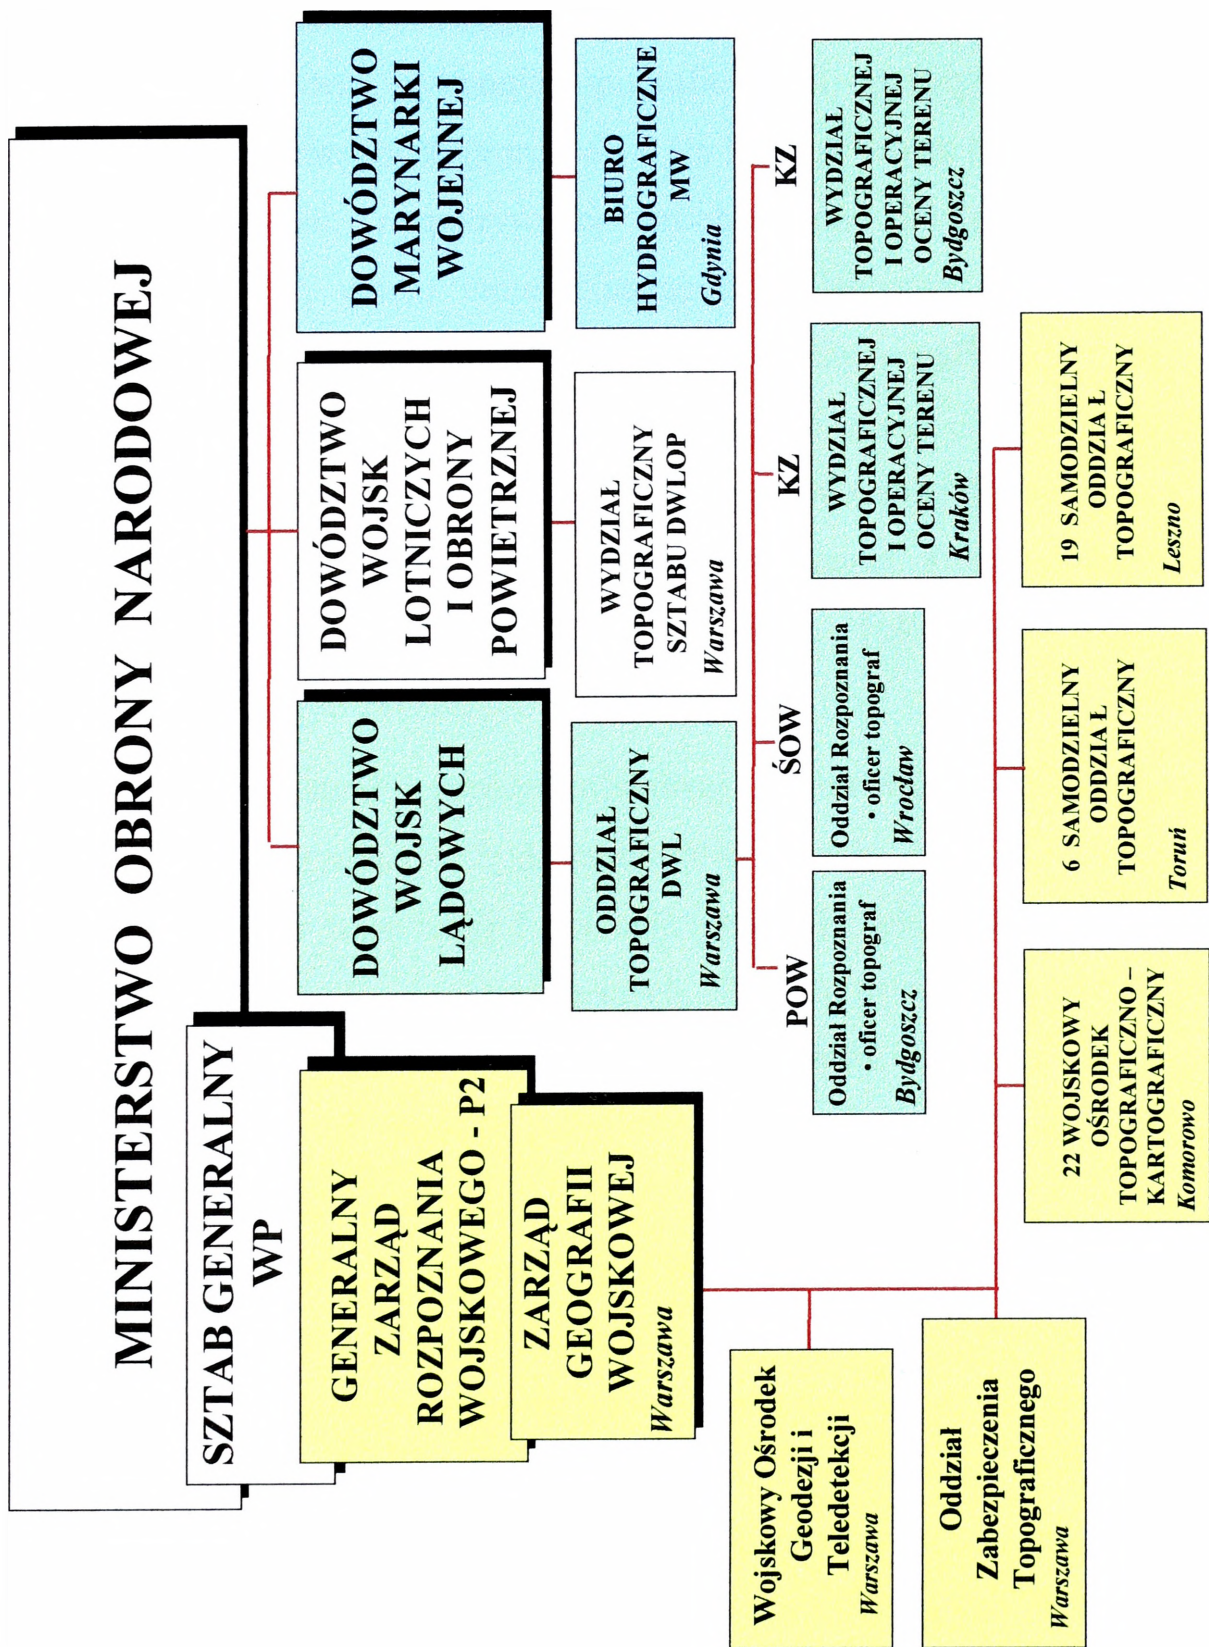 MINISTERSTWO OBRONY NARODOWEJ
SZTAB GENERALNY
WP
GENERALNY
ZARZĄD
ROZPOZNANIA
WOJSKOWEGO - P2
ZARZĄD
GEOGRAFII
WOJSKOWEJ
Warszawa
DOWÓDZTWO
WOJSK
LĄDOWYCH
DOWÓDZTWO
WOJSK
LOTNICZYCH
I OBRONY
POWIETRZNEJ
DOWÓDZTWO
MARYNARKI
WOJENNEJ
ODDZIAŁ
TOPOGRAFICZNY
DWL
Warszawa
WYDZIAŁ
TOPOGRAFICZNY
SZTABU DWLOP
Warszawa
BIURO
HYDROGRAFICZNE
MW
Gdynia
POW
ŚOW
KZ
KZ
Oddział Rozpoznania
• oficer topograf
Bydgoszcz
Oddział Rozpoznania
• oficer topograf
Wrocław
WYDZIAŁ
TOPOGRAFICZNEJ
I OPERACYJNEJ
OCENY TERENU
Kraków
WYDZIAŁ
TOPOGRAFICZNEJ
I OPERACYJNEJ
OCENY TERENU
Bydgoszcz
Wojskowy Ośrodek
Geodezji i
Teledetekcji
Warszawa
Oddział
Zabezpieczenia
Topograficznego
Warszawa
22 WOJSKOWY
OŚRODEK
TOPOGRAFICZNO –
KARTOGRAFICZNY
Komorowo
6 SAMODZIELNY
ODDZIAŁ
TOPOGRAFICZNY
Toruń
19 SAMODZIELNY
ODDZIAŁ
TOPOGRAFICZNY
Leszno